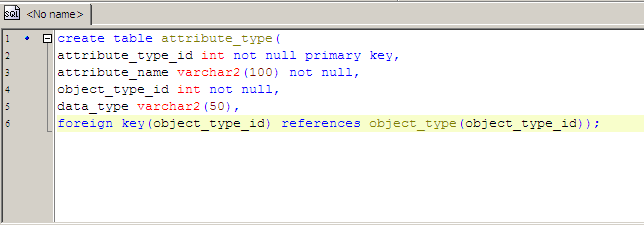 sql <No name>
1 create table attribute_type(
2 attribute_type_id int not null primary key,
3 attribute_name varchar2(100) not null,
4 object_type_id int not null,
5 data_type varchar2(50),
6 foreign key(object_type_id) references object_type(object_type_id));